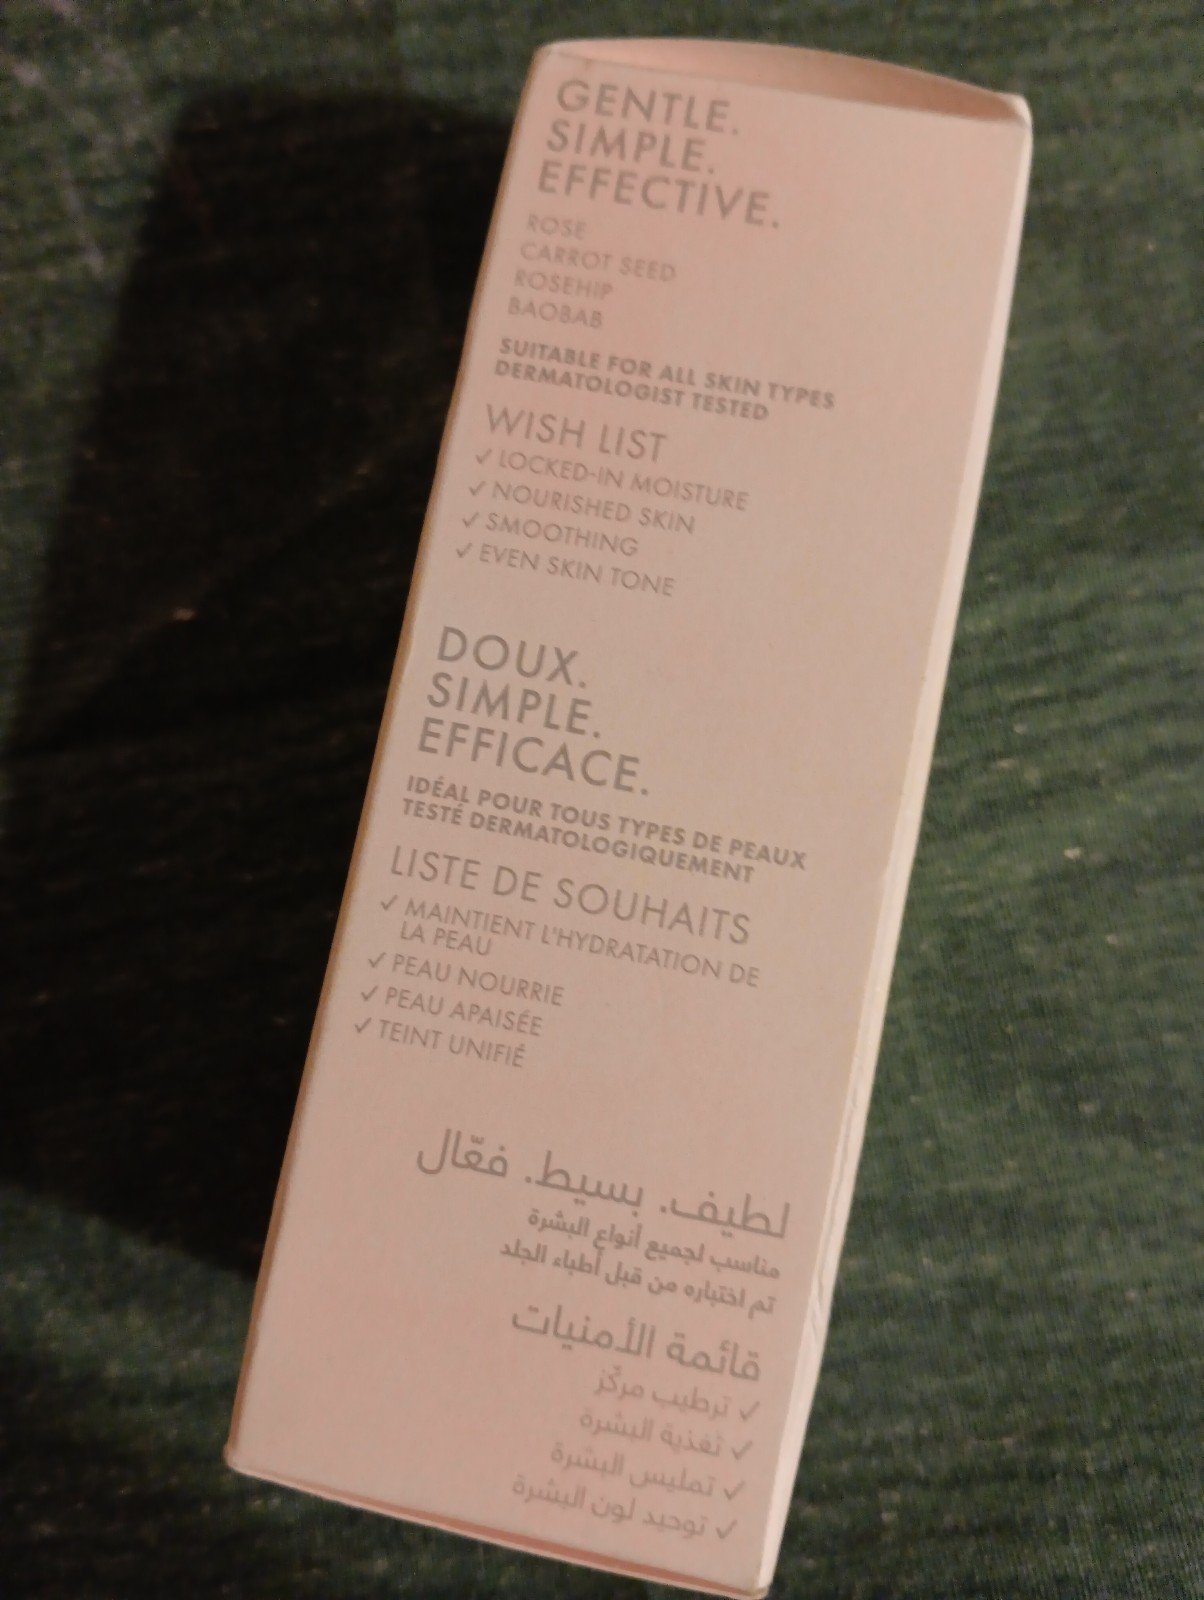 GENTLE.
SIMPLE.
EFFECTIVE.
ROSE
CARROT SEED
ROSEHIP
BAOBAB
SUITABLE FOR ALL SKIN TYPES
DERMATOLOGIST TESTED
WISH LIST
✓ LOCKED-IN MOISTURE
✓ NOURISHED SKIN
✓ SMOOTHING
✓ EVEN SKIN TONE
DOUX.
SIMPLE.
EFFICACE.
IDÉAL POUR TOUS TYPES DE PEAUX
TESTÉ DERMATOLOGIQUEMENT
LISTE DE SOUHAITS
✓ MAINTIENT L'HYDRATATION DE
LA PEAU
✓ PEAU NOURRIE
✓ PEAU APAISÉE
✓ TEINT UNIFIÉ
لطيف. بسيط. فعّال
مناسب لجميع أنواع البشرة
تم اختباره من قبل أطباء الجلد
قائمة الأمنيات
✓ ترطيب مركّز
✓ تغذية البشرة
✓ تمليس البشرة
✓ توحيد لون البشرة